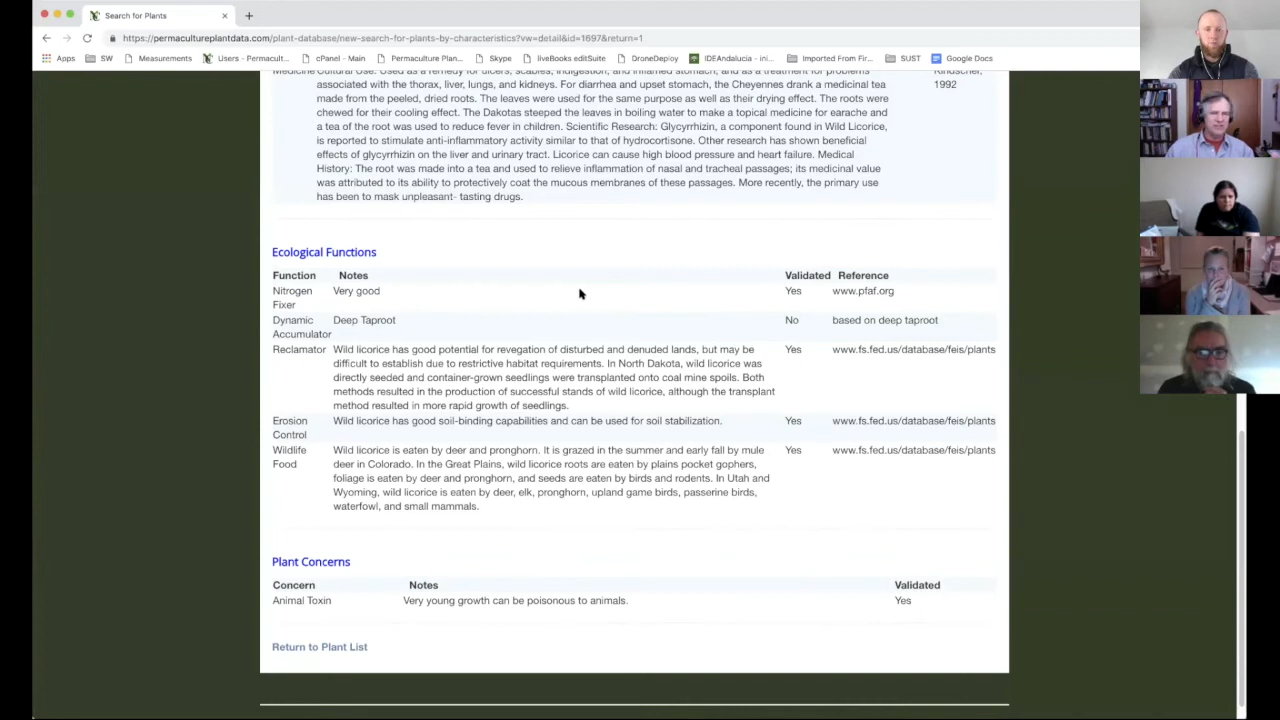 Search for Plants
https://permacultureplantdata.com/plant-database/new-search-for-plants-by-characteristics?vw=detail&id=1697&return=1
Apps SW Measurements Users - Permacult... cPanel - Main Permaculture Plan... Skype liveBooks editSuite DroneDeploy IDEAndalucia - ini... Imported From Fir... SUST Google Docs
Medicine Cultural Use: Used as a remedy for ulcers, scabies, indigestion, and inflamed stomach, and as a treatment for problems Kindscher,
associated with the thorax, liver, lungs, and kidneys. For diarrhea and upset stomach, the Cheyennes drank a medicinal tea 1992
made from the peeled, dried roots. The leaves were used for the same purpose as well as their drying effect. The roots were
chewed for their cooling effect. The Dakotas steeped the leaves in boiling water to make a topical medicine for earache and
a tea of the root was used to reduce fever in children. Scientific Research: Glycyrrhizin, a component found in Wild Licorice,
is reported to stimulate anti-inflammatory activity similar to that of hydrocortisone. Other research has shown beneficial
effects of glycyrrhizin on the liver and urinary tract. Licorice can cause high blood pressure and heart failure. Medical
History: The root was made into a tea and used to relieve inflammation of nasal and tracheal passages; its medicinal value
was attributed to its ability to protectively coat the mucous membranes of these passages. More recently, the primary use
has been to mask unpleasant- tasting drugs.
Ecological Functions
Function Notes Validated Reference
Nitrogen Very good Yes www.pfaf.org
Fixer
Dynamic Deep Taproot No based on deep taproot
Accumulator
Reclamator Wild licorice has good potential for revegation of disturbed and denuded lands, but may be Yes www.fs.fed.us/database/feis/plants
difficult to establish due to restrictive habitat requirements. In North Dakota, wild licorice was
directly seeded and container-grown seedlings were transplanted onto coal mine spoils. Both
methods resulted in the production of successful stands of wild licorice, although the transplant
method resulted in more rapid growth of seedlings.
Erosion Wild licorice has good soil-binding capabilities and can be used for soil stabilization. Yes www.fs.fed.us/database/feis/plants
Control
Wildlife Wild licorice is eaten by deer and pronghorn. It is grazed in the summer and early fall by mule Yes www.fs.fed.us/database/feis/plants
Food deer in Colorado. In the Great Plains, wild licorice roots are eaten by plains pocket gophers,
foliage is eaten by deer and pronghorn, and seeds are eaten by birds and rodents. In Utah and
Wyoming, wild licorice is eaten by deer, elk, pronghorn, upland game birds, passerine birds,
waterfowl, and small mammals.
Plant Concerns
Concern Notes Validated
Animal Toxin Very young growth can be poisonous to animals. Yes
Return to Plant List